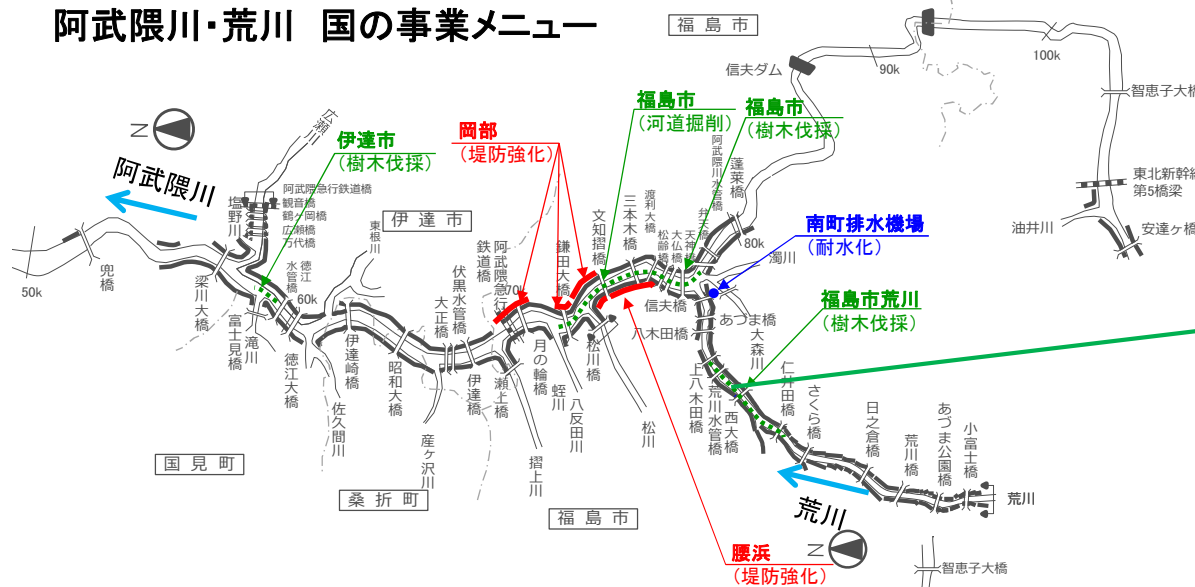 阿武隈川・荒川 国の事業メニュー
福島市
信夫ダム
90k
100k
智恵子大橋
東北新幹線
第5橋梁
油井川
安達ヶ橋
福島市
(河道掘削)
福島市
(樹木伐採)
岡部
(堤防強化)
伊達市
(樹木伐採)
南町排水機場
(耐水化)
福島市荒川
(樹木伐採)
腰浜
(堤防強化)
N
阿武隈川
広瀬川
塩野川
阿武隈急行鉄道橋
観音橋
鶴ヶ岡橋
広瀬橋
万代橋
伊達市
東根川
50k
兜橋
梁川大橋
富士見橋
滝川
徳江水管橋
60k
徳江大橋
佐久間川
伊達崎橋
昭和大橋
産ヶ沢川
大正橋
伏黒水管橋
伊達橋
瀬上橋
阿武隈急行
鉄道橋
70k
摺上川
月の輪橋
蛭川
鎌田大橋
八反田川
松川橋
文知摺橋
松川
三本木橋
渡利大橋
松齢橋
大仏橋
天神橋
弁天橋
阿武隈川水管橋
蓬莱橋
80k
濁川
信夫橋
八木田橋
あづま橋
大森川
上八木田橋
荒川水管橋
西大橋
仁井田橋
さくら橋
日之倉橋
荒川橋
あづま公園橋
小富士橋
荒川
荒川
N
智恵子大橋
国見町
桑折町
福島市